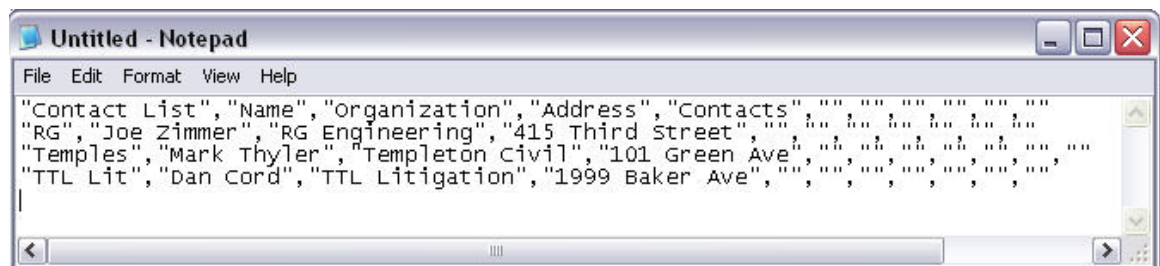 Untitled - Notepad
File Edit Format View Help
"Contact List","Name","Organization","Address","Contacts","","","","","",""
"RG","Joe Zimmer","RG Engineering","415 Third Street","","","","","","",""
"Temples","Mark Thyler","Templeton Civil","101 Green Ave","","","","","","",""
"TTL Lit","Dan Cord","TTL Litigation","1999 Baker Ave","","","","","","",""